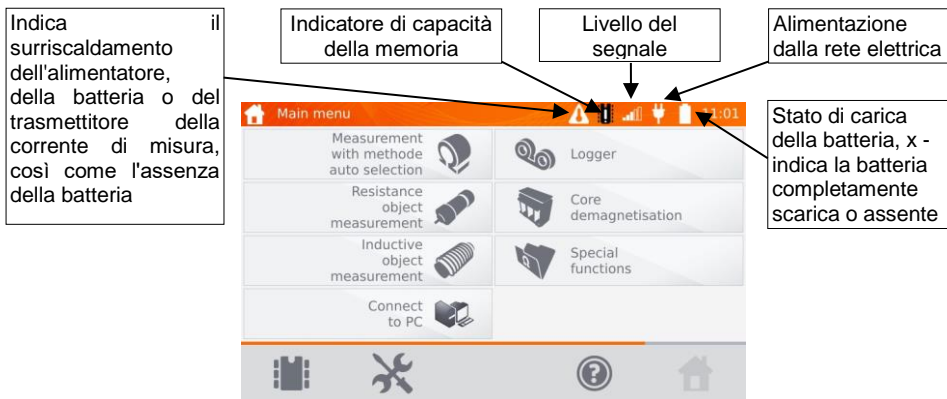 Indica il
surriscaldamento
dell'alimentatore,
della batteria o del
trasmettitore della
corrente di misura,
così come l'assenza
della batteria
Indicatore di capacità
della memoria
Livello del
segnale
Alimentazione
dalla rete elettrica
Stato di carica
della batteria, x -
indica la batteria
completamente
scarica o assente
Main menu
11:01
Measurement
with methode
auto selection
Logger
Resistance
object
measurement
Core
demagnetisation
Inductive
object
measurement
Special
functions
Connect
to PC